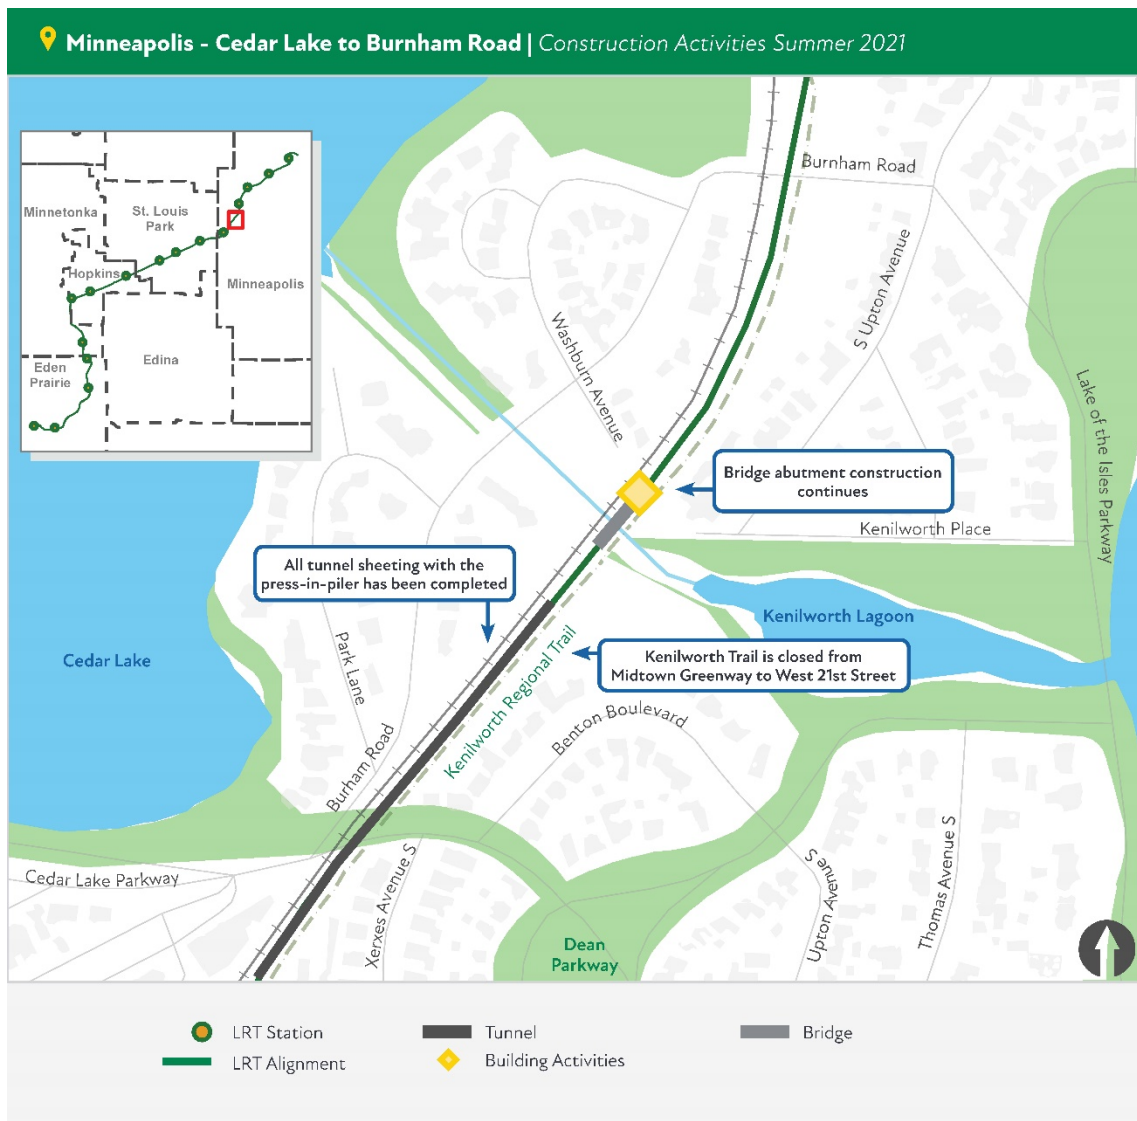 Minneapolis - Cedar Lake to Burnham Road | Construction Activities Summer 2021
Minnetonka
St. Louis
Park
Hopkins
Minneapolis
Edina
Eden
Prairie
Burnham Road
S Upton Avenue
Washburn Avenue
Lake of the Isles Parkway
Bridge abutment construction
continues
Kenilworth Place
All tunnel sheeting with the
press-in-piler has been completed
Kenilworth Lagoon
Cedar Lake
Park Lane
Kenilworth Regional Trail
Kenilworth Trail is closed from
Midtown Greenway to West 21st Street
Benton Boulevard
Burham Road
Cedar Lake Parkway
Xerxes Avenue S
Upton Avenue S
Thomas Avenue S
Dean
Parkway
LRT Station
Tunnel
Bridge
LRT Alignment
Building Activities